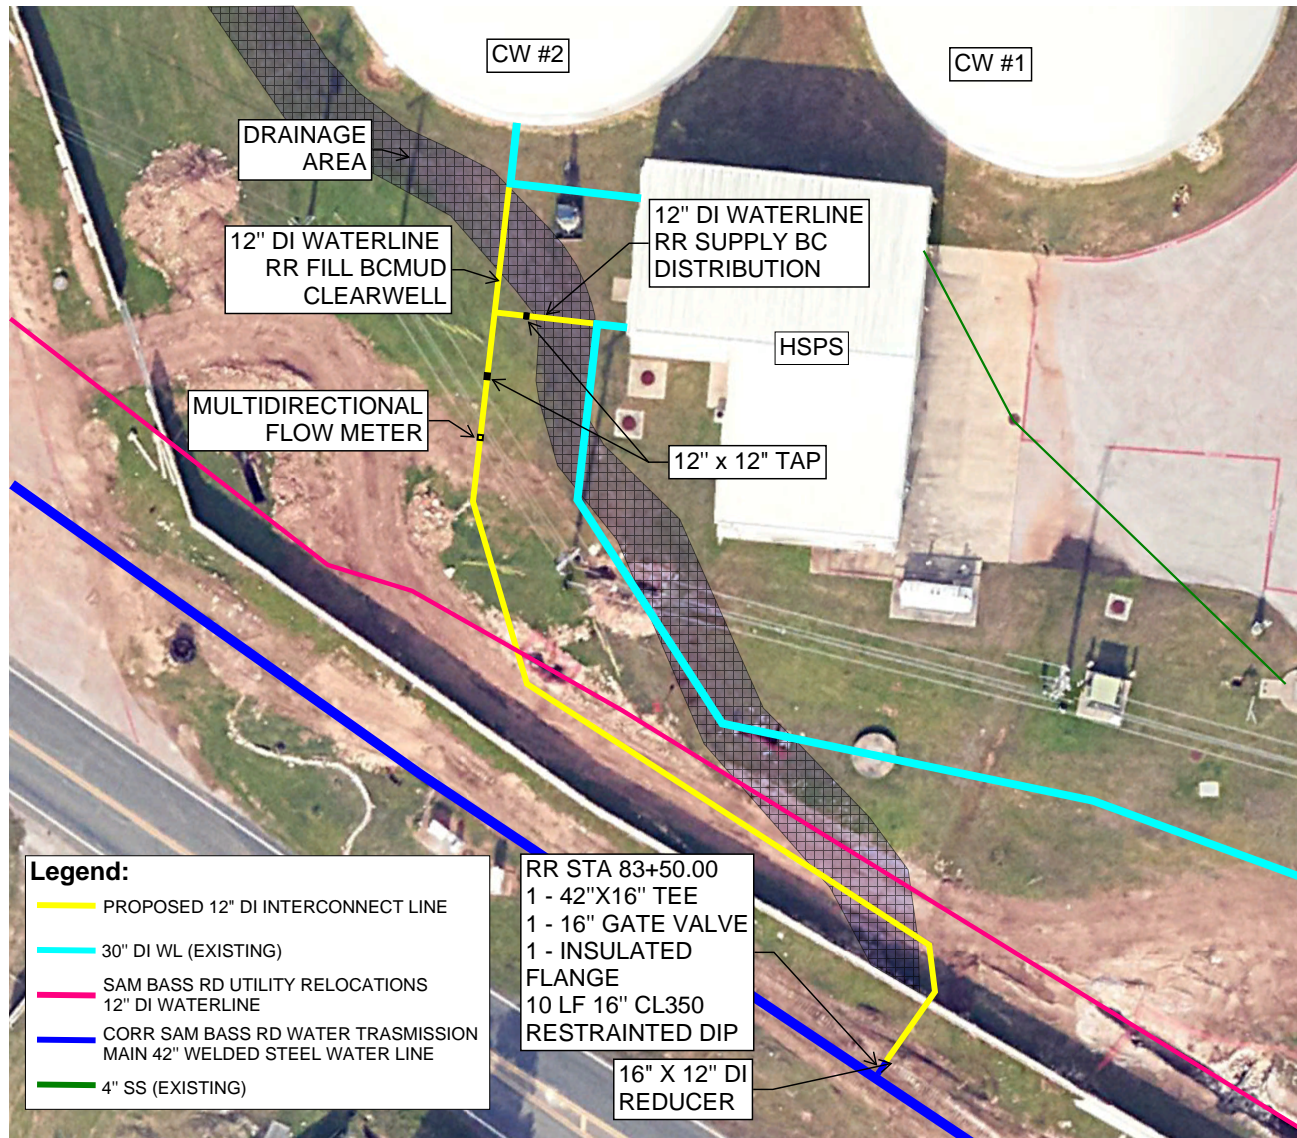 CW #2
CW #1
DRAINAGE
AREA
12" DI WATERLINE
RR FILL BCMUD
CLEARWELL
12" DI WATERLINE
RR SUPPLY BC
DISTRIBUTION
HSPS
MULTIDIRECTIONAL
FLOW METER
12" x 12" TAP
RR STA 83+50.00
1 - 42"X16" TEE
1 - 16" GATE VALVE
1 - INSULATED
FLANGE
10 LF 16" CL350
RESTRAINTED DIP
16" X 12" DI
REDUCER
Legend:
PROPOSED 12" DI INTERCONNECT LINE
30" DI WL (EXISTING)
SAM BASS RD UTILITY RELOCATIONS
12" DI WATERLINE
CORR SAM BASS RD WATER TRASMISSION
MAIN 42" WELDED STEEL WATER LINE
4" SS (EXISTING)